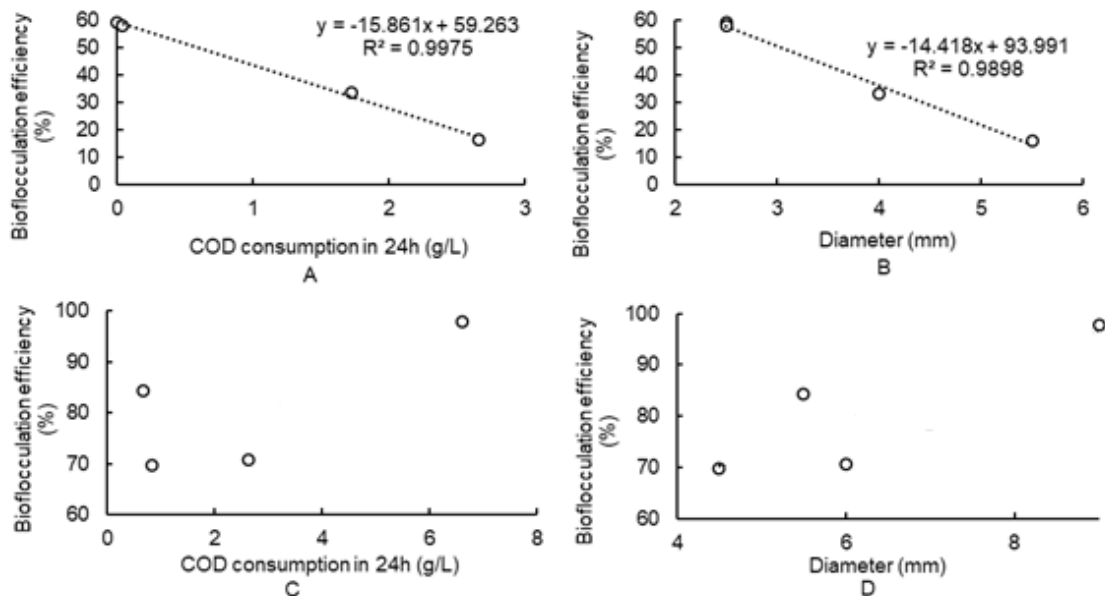 Bioflocculation efficiency
(%)
60
50
40
30
20
10
0
y = -15.861x + 59.263
R² = 0.9975
0
1
2
3
COD consumption in 24h (g/L)
A
Bioflocculation efficiency
(%)
60
50
40
30
20
10
0
y = -14.418x + 93.991
R² = 0.9898
2
3
4
5
6
Diameter (mm)
B
Bioflocculation efficiency
(%)
100
90
80
70
60
0
2
4
6
8
COD consumption in 24h (g/L)
C
Bioflocculation efficiency
(%)
100
90
80
70
60
4
6
8
Diameter (mm)
D